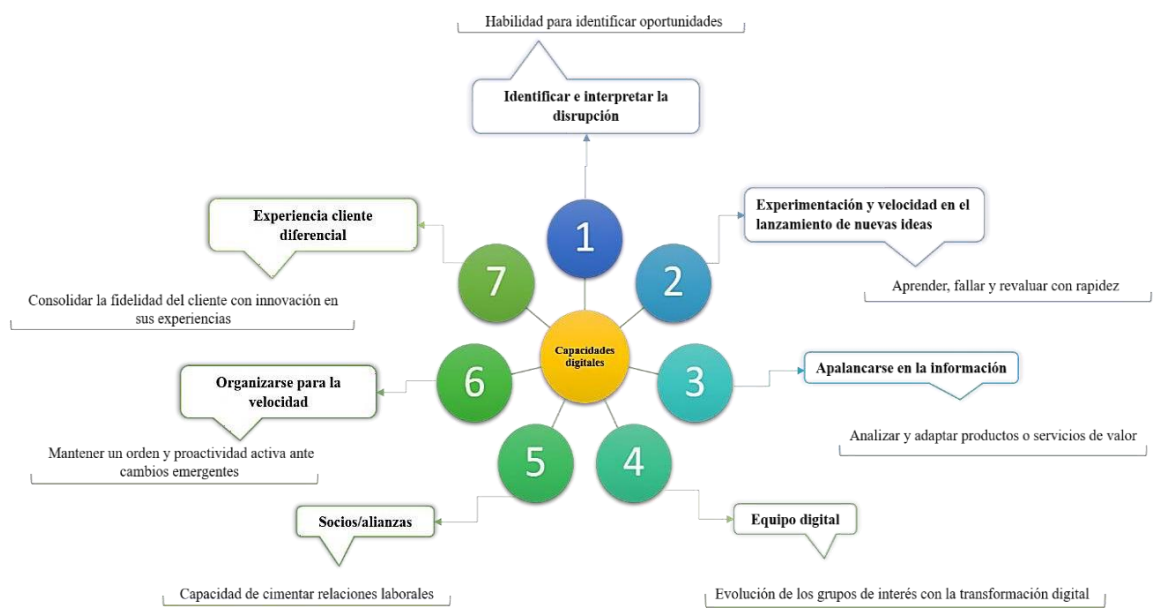 Habilidad para identificar oportunidades
Identificar e interpretar la
disrupción
1
Experimentación y velocidad en el
lanzamiento de nuevas ideas
2
Aprender, fallar y revaluar con rapidez
Experiencia cliente
diferencial
7
Consolidar la fidelidad del cliente con innovación en
sus experiencias
Capacidades
digitales
3
Apalancarse en la información
Analizar y adaptar productos o servicios de valor
6
Organizarse para la
velocidad
Mantener un orden y proactividad activa ante
cambios emergentes
5
Socios/alianzas
Capacidad de cimentar relaciones laborales
4
Equipo digital
Evolución de los grupos de interés con la transformación digital